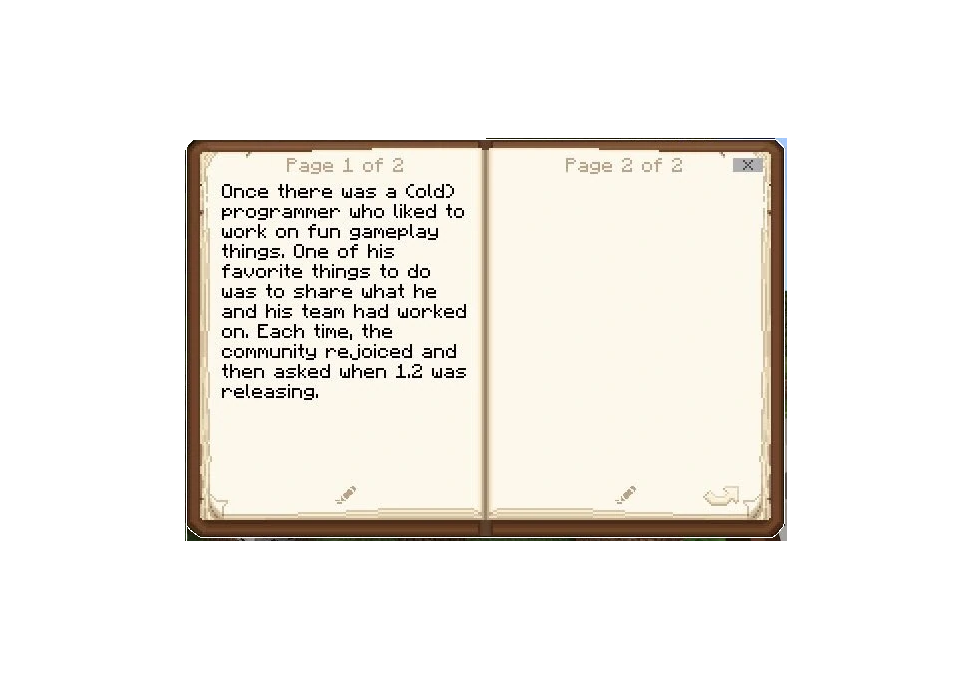 Page 1 of 2
Once there was a (old)
programmer who liked to
work on fun gameplay
things. One of his
favorite things to do
was to share what he
and his team had worked
on. Each time, the
community rejoiced and
then asked when 1.2 was
releasing.
Page 2 of 2
X